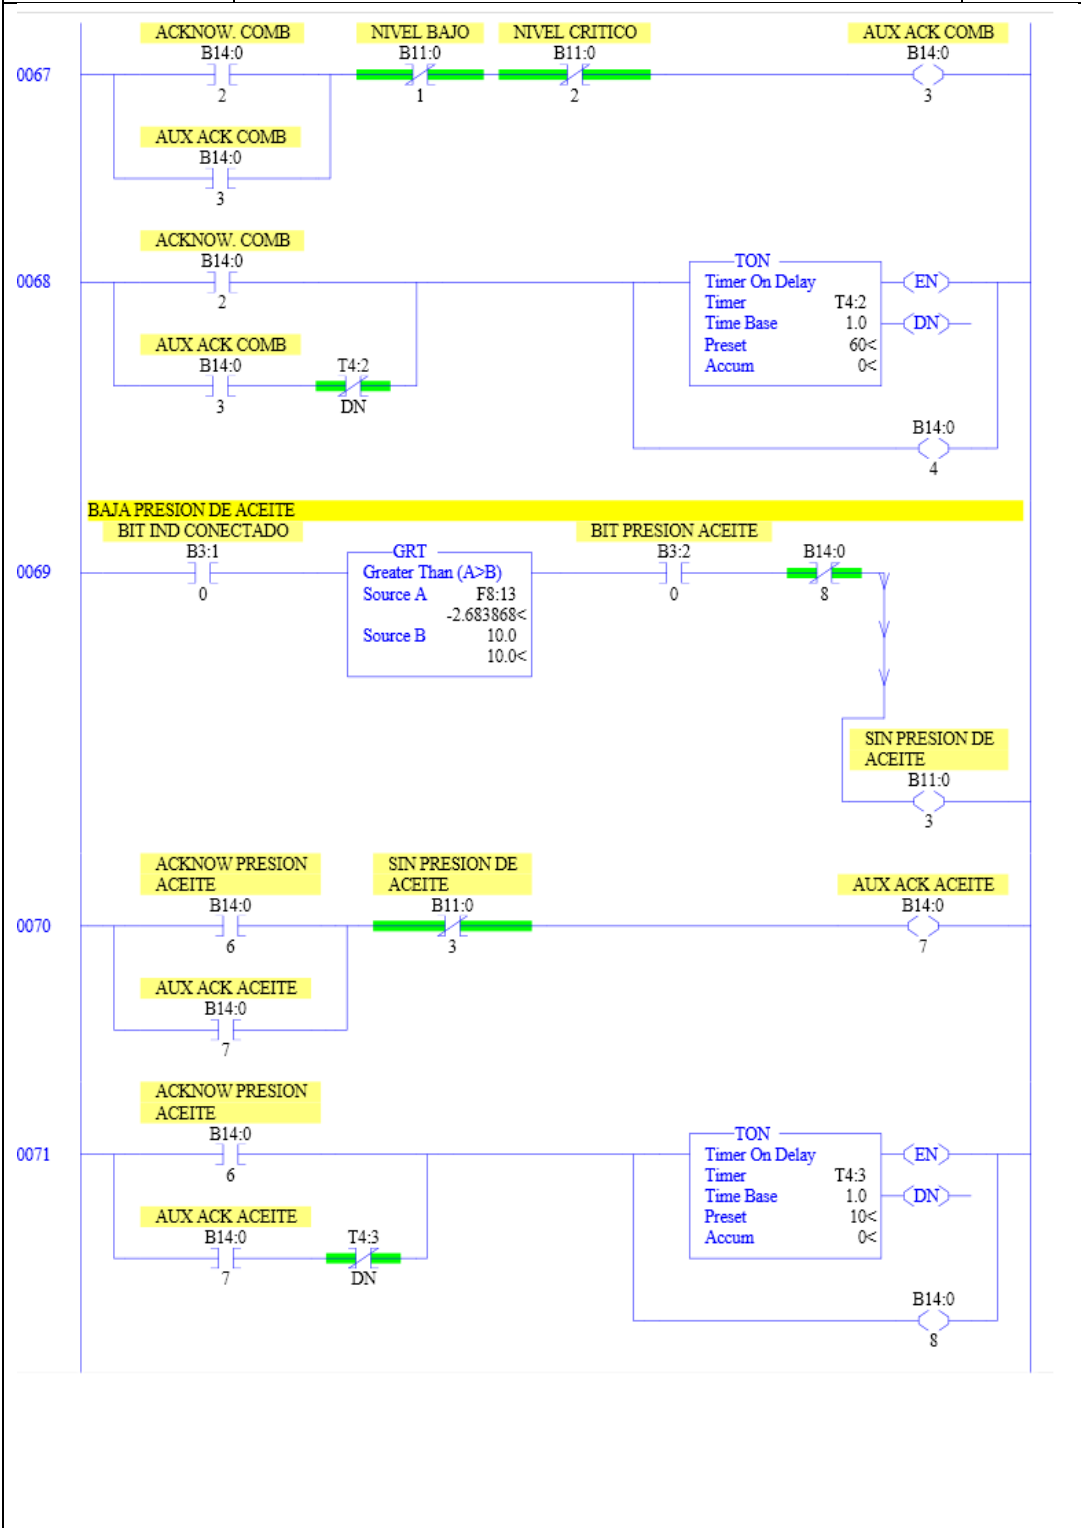 ACKNOW. COMB NIVEL BAJO NIVEL CRITICO AUX ACK COMB
B14:0 B11:0 B11:0 B14:0
0067
2 1 2 3
AUX ACK COMB
B14:0
3
ACKNOW. COMB
B14:0
0068
2
TON
Timer On Delay
Timer T4:2
Time Base 1.0
Preset 60<
Accum 0<
EN
DN
AUX ACK COMB
B14:0 T4:2
3 DN
B14:0
4
BAJA PRESION DE ACEITE
BIT IND CONECTADO BIT PRESION ACEITE
B3:1 B3:2 B14:0
0069
0 0 8
GRT
Greater Than (A>B)
Source A F8:13
-2.683868<
Source B 10.0
10.0<
SIN PRESION DE
ACEITE
B11:0
3
ACKNOW PRESION
ACEITE
B14:0
SIN PRESION DE
ACEITE
B11:0
AUX ACK ACEITE
B14:0
0070
6 3 7
AUX ACK ACEITE
B14:0
7
ACKNOW PRESION
ACEITE
B14:0
0071
6
TON
Timer On Delay
Timer T4:3
Time Base 1.0
Preset 10<
Accum 0<
EN
DN
AUX ACK ACEITE
B14:0 T4:3
7 DN
B14:0
8